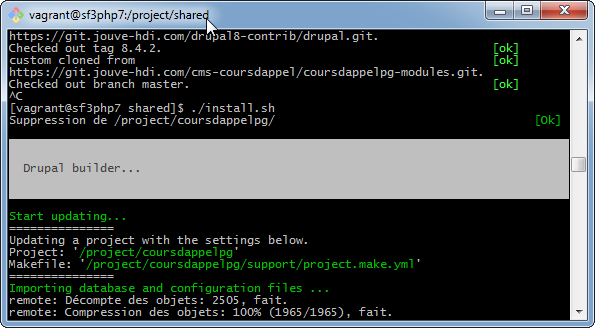 vagrant@sf3php7:/project/shared
https://git.jouve-hdi.com/drupal8-contrib/drupal.git.
Checked out tag 8.4.2. [ok]
custom cloned from [ok]
https://git.jouve-hdi.com/cms-coursdappel/coursdappelpg-modules.git.
Checked out branch master. [ok]
^C
[vagrant@sf3php7 shared]$ ./install.sh
Suppression de /project/coursdappelpg/ [Ok]
Drupal builder...
Start updating...
===============
Updating a project with the settings below.
Project: '/project/coursdappelpg'
Makefile: '/project/coursdappelpg/support/project.make.yml'
===============
Importing database and configuration files ...
remote: Décompte des objets: 2505, fait.
remote: Compression des objets: 100% (1965/1965), fait.